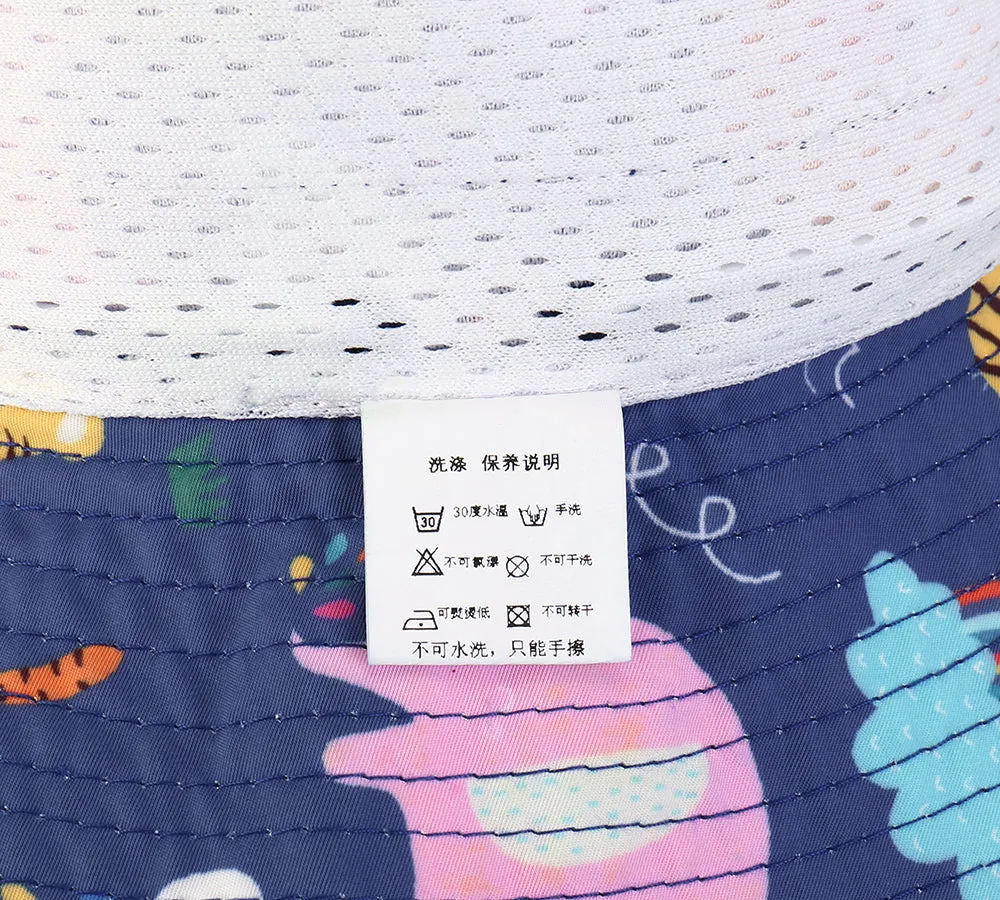 洗涤 保养说明
30 30度水温 手洗
不可氯漂 不可干洗
可熨烫低 不可转干
不可水洗，只能手擦